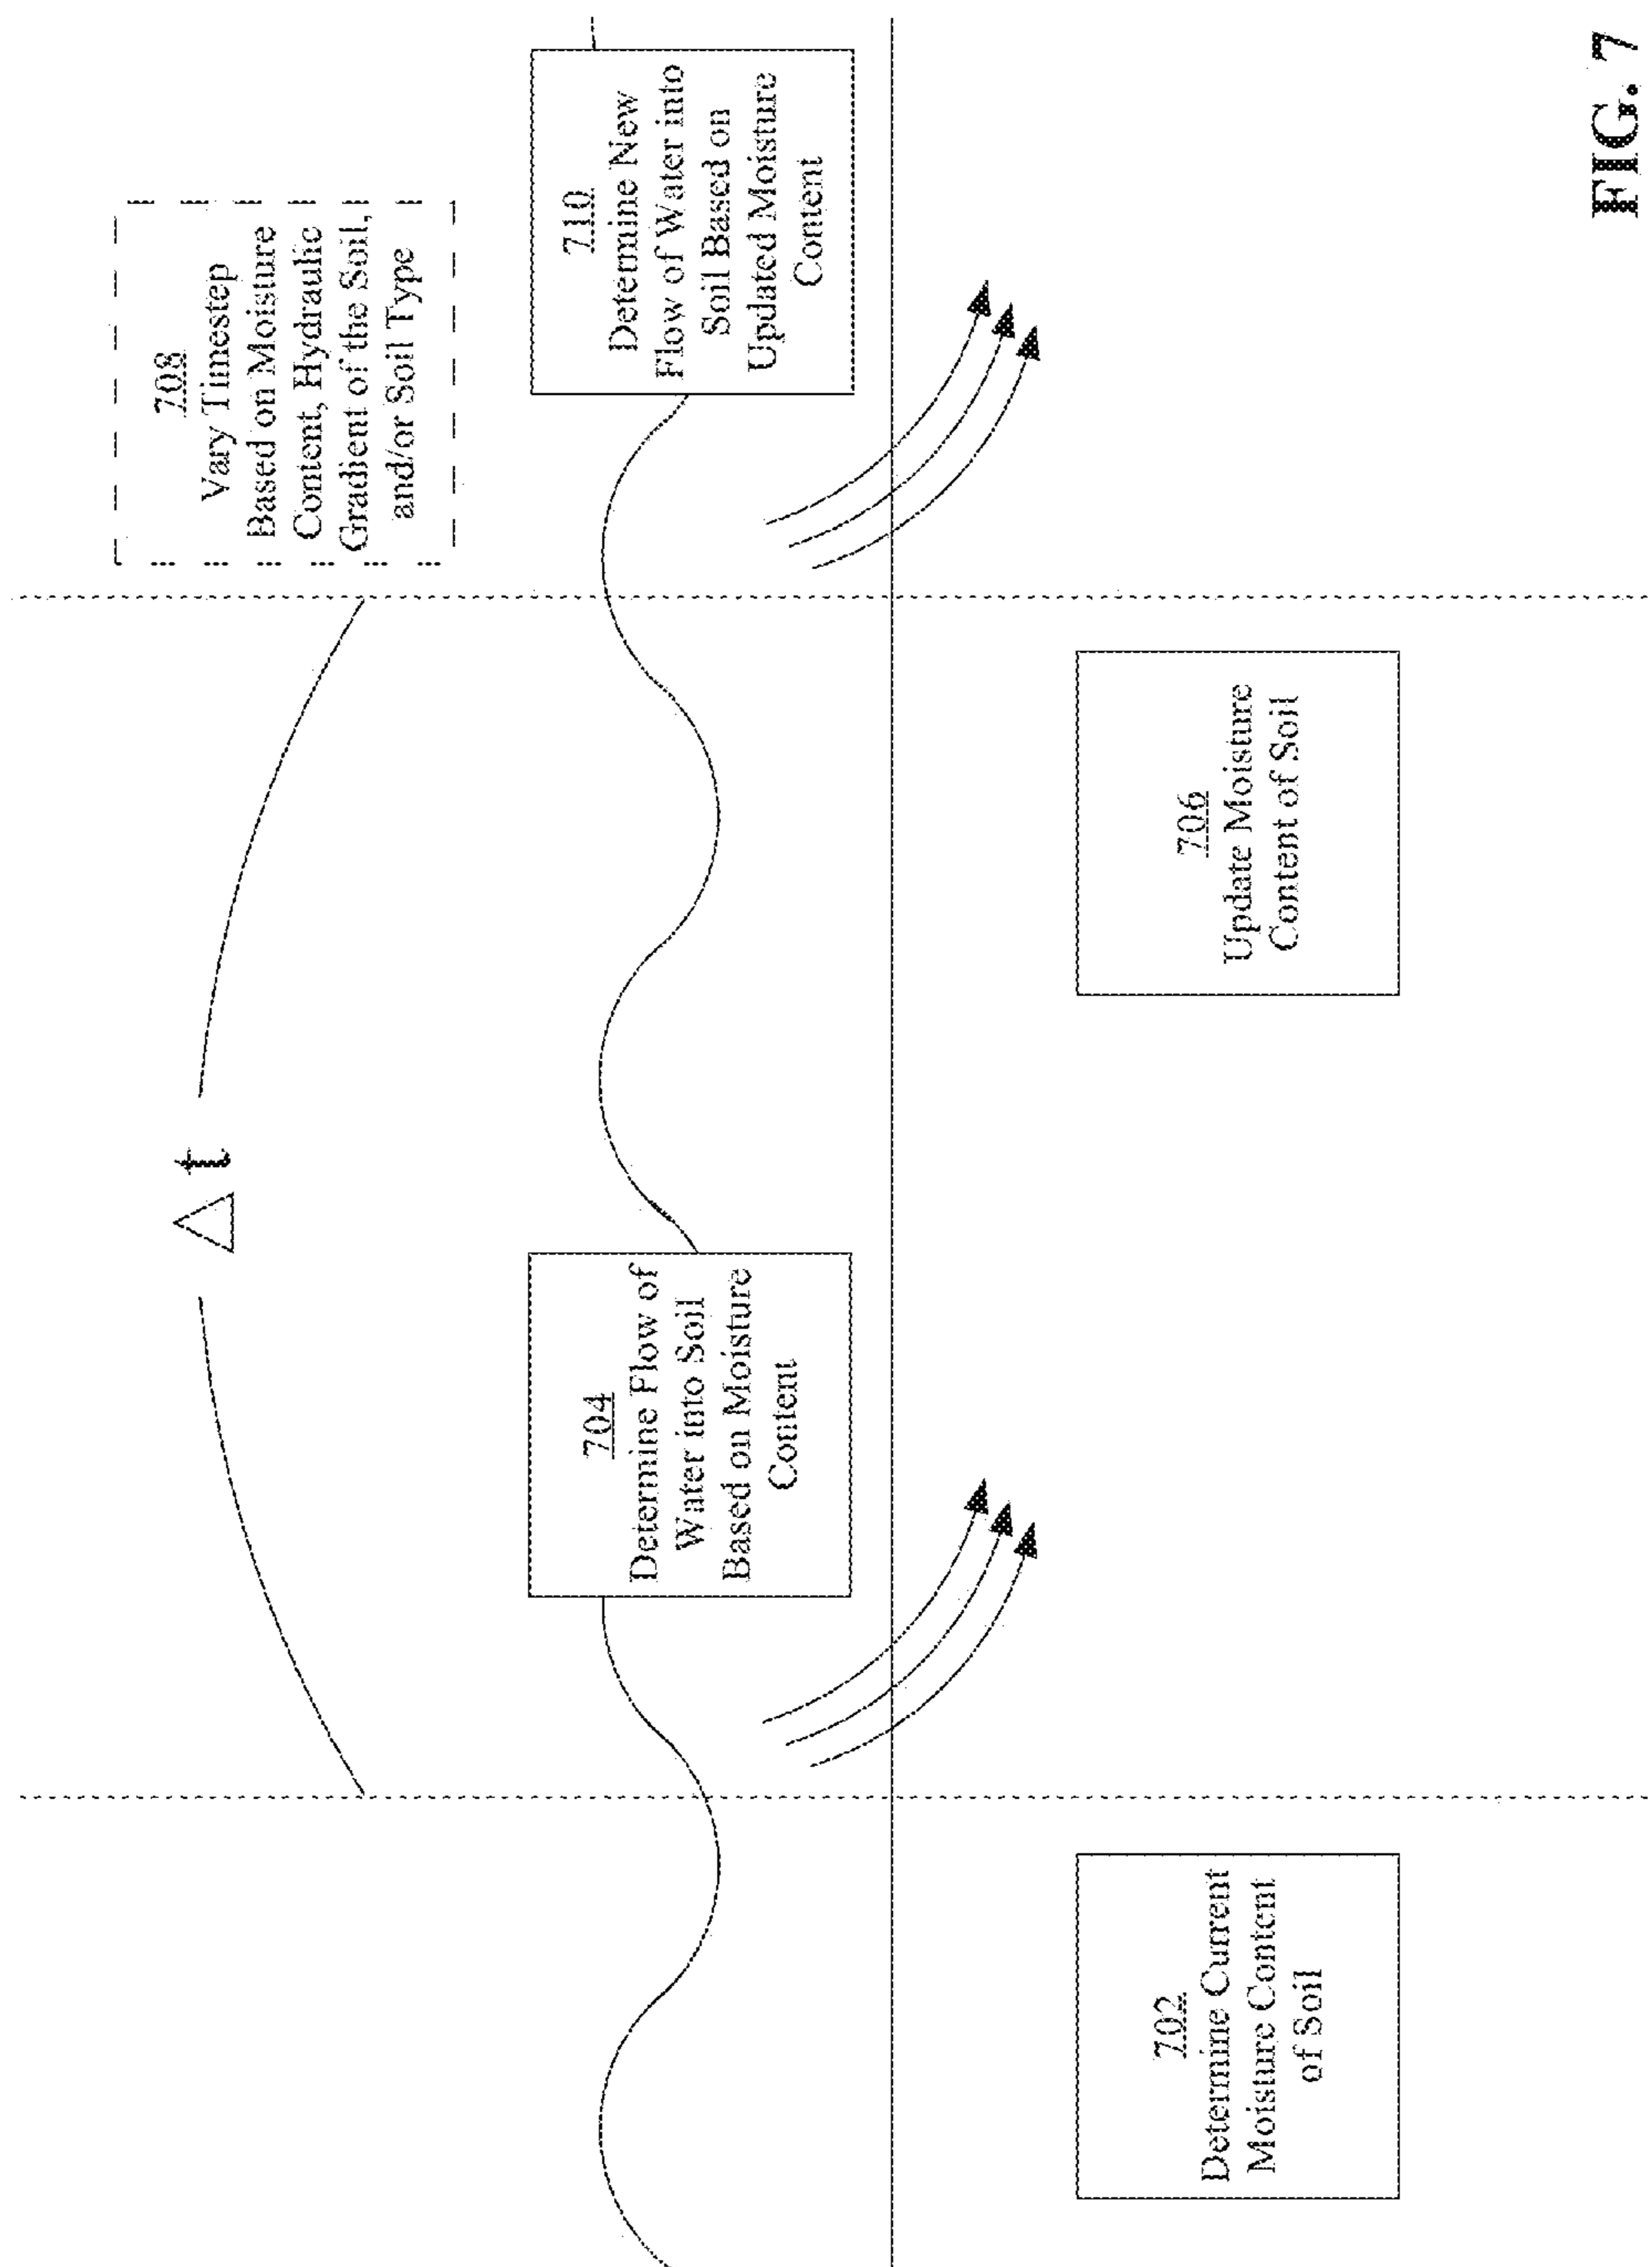 Δ t
708
Vary Timestep
Based on Moisture
Content, Hydraulic
Gradient of the Soil,
and/or Soil Type
704
Determine Flow of
Water into Soil
Based on Moisture
Content
710
Determine New
Flow of Water into
Soil Based on
Updated Moisture
Content
702
Determine Current
Moisture Content
of Soil
706
Update Moisture
Content of Soil
FIG. 7